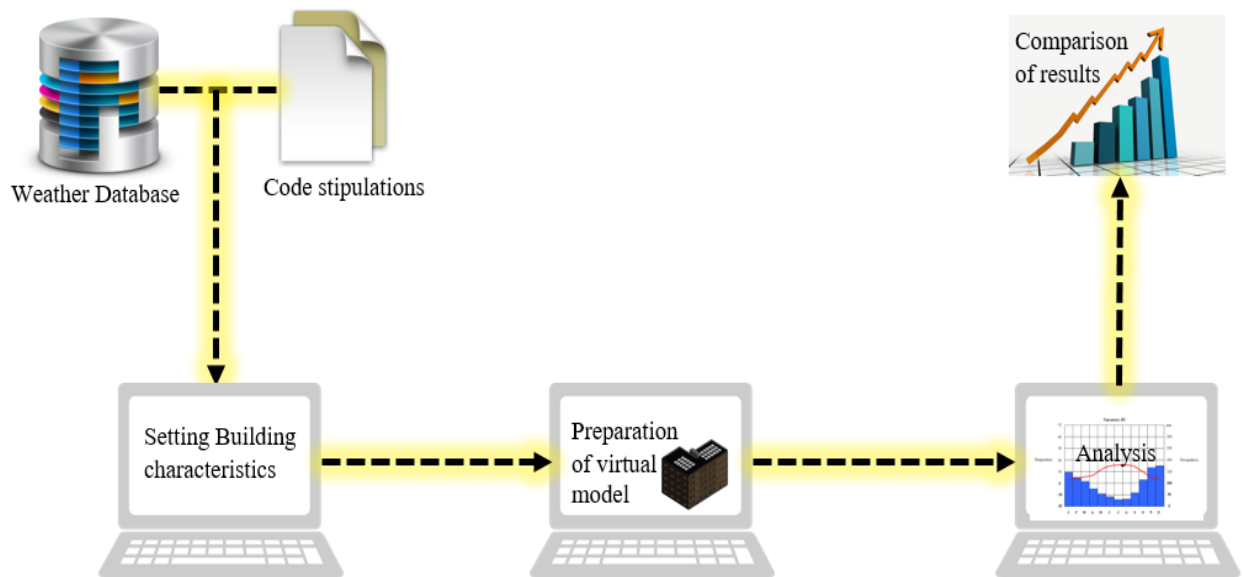 Weather Database
Code stipulations
Comparison
of results
Setting Building
characteristics
Preparation
of virtual
model
Analysis